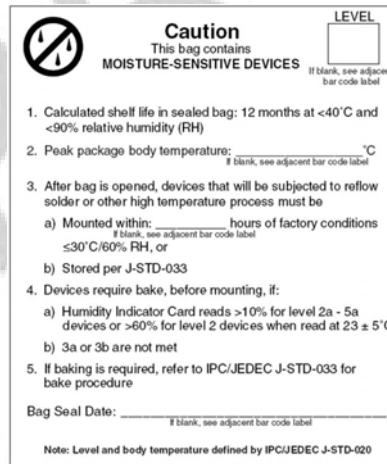 LEVEL
Caution
This bag contains
MOISTURE-SENSITIVE DEVICES
If blank, see adjacen
bar code label
1. Calculated shelf life in sealed bag: 12 months at <40˚C and
<90% relative humidity (RH)
2. Peak package body temperature: ____________________˚C
If blank, see adjacent bar code label
3. After bag is opened, devices that will be subjected to reflow
solder or other high temperature process must be
a) Mounted within: __________ hours of factory conditions
If blank, see adjacent bar code label
≤30˚C/60% RH, or
b) Stored per J-STD-033
4. Devices require bake, before mounting, if:
a) Humidity Indicator Card reads >10% for level 2a - 5a
devices or >60% for level 2 devices when read at 23 ± 5˚C
b) 3a or 3b are not met
5. If baking is required, refer to IPC/JEDEC J-STD-033 for
bake procedure
Bag Seal Date: ______________________________________
If blank, see adjacent bar code label
Note: Level and body temperature defined by IPC/JEDEC J-STD-020